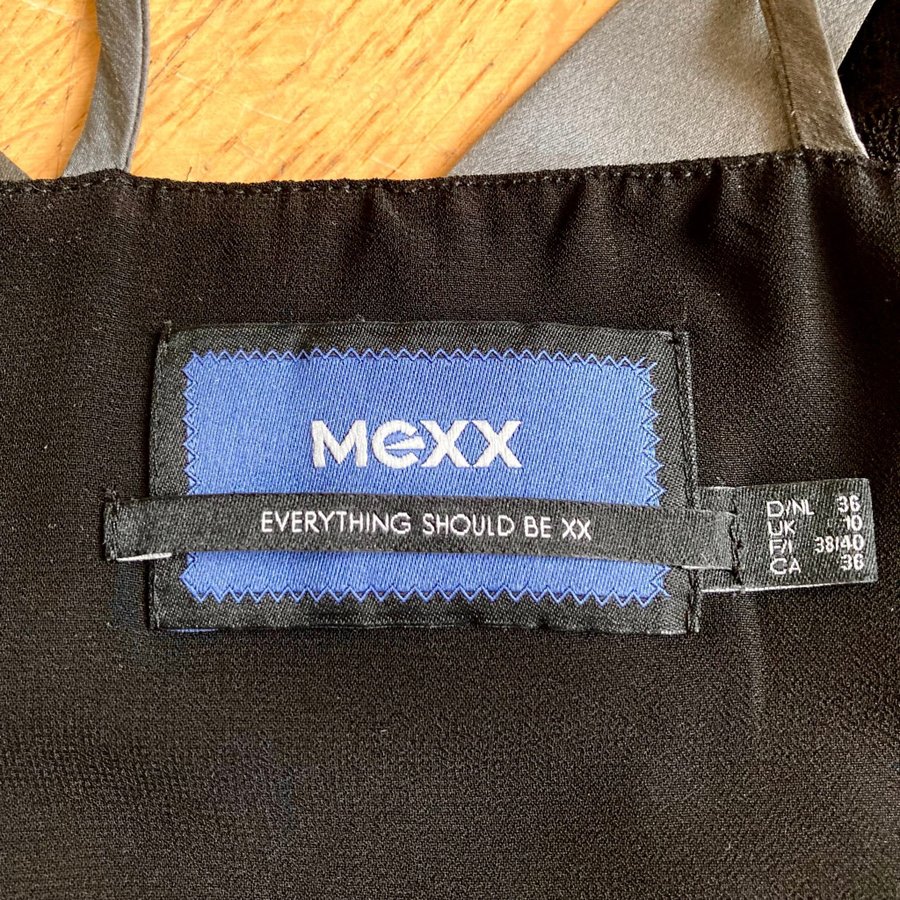 MeXX
EVERYTHING SHOULD BE XX
D/NL 36
UK 10
F/I 38/40
CA 36